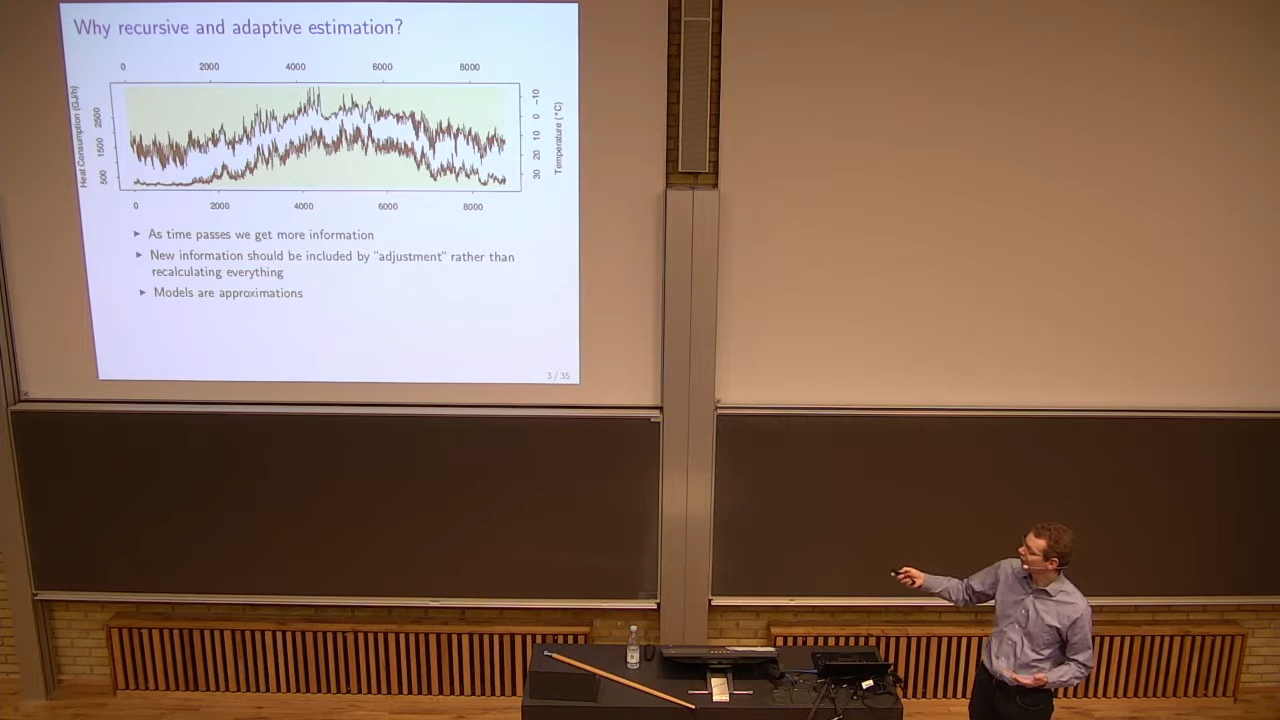 Why recursive and adaptive estimation?
0 2000 4000 6000 8000
Heat Consumption (GJ/h)
500 1500 2500
Temperature (°C)
-10 0 10 20 30
0 2000 4000 6000 8000
► As time passes we get more information
► New information should be included by “adjustment” rather than
recalculating everything
► Models are approximations
3 / 35